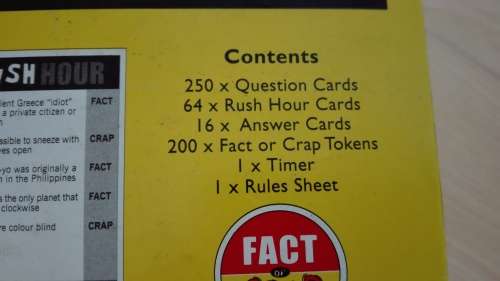 SH HOUR
ient Greece "idiot"
a private citizen or
FACT
sible to sneeze with
es open
CRAP
-yo was originally a
n in the Philippines
FACT
s the only planet that
clockwise
FACT
re colour blind
CRAP
Contents
250 x Question Cards
64 x Rush Hour Cards
16 x Answer Cards
200 x Fact or Crap Tokens
1 x Timer
1 x Rules Sheet
FACT
or